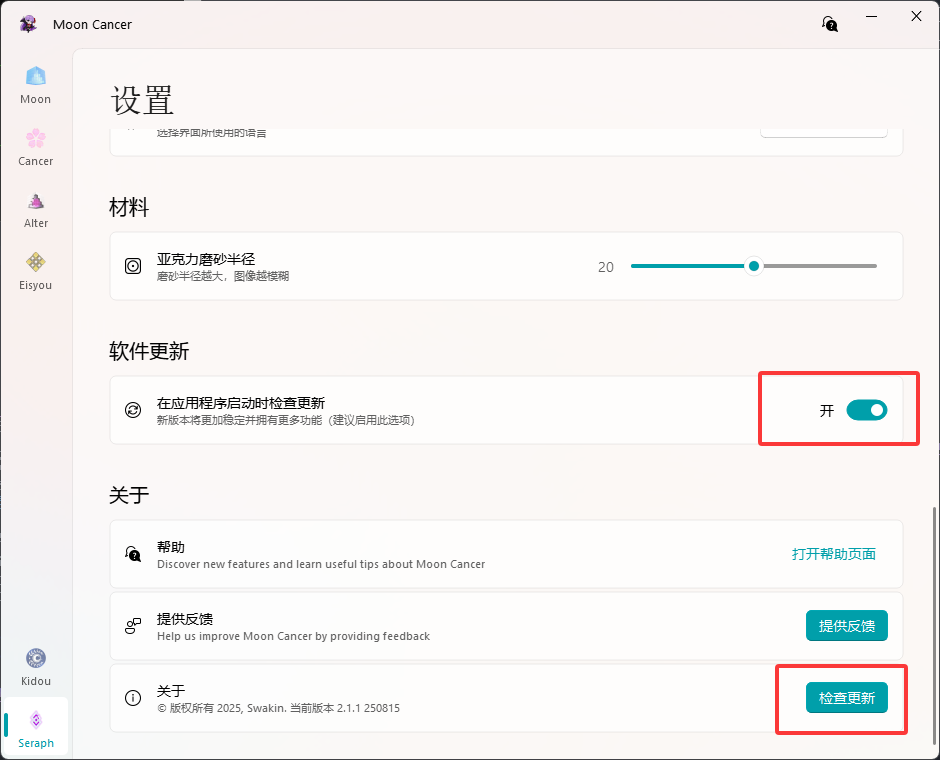 Moon Cancer
Moon
Cancer
Alter
Eisyou
Kidou
Seraph
设置
选择界面所使用的语言
材料
亚克力磨砂半径
磨砂半径越大，图像越模糊
20
软件更新
在应用程序启动时检查更新
新版本将更加稳定并拥有更多功能（建议启用此选项）
开
关于
帮助
Discover new features and learn useful tips about Moon Cancer
打开帮助页面
提供反馈
Help us improve Moon Cancer by providing feedback
提供反馈
关于
© 版权所有 2025, Swakin. 当前版本 2.1.1 250815
检查更新